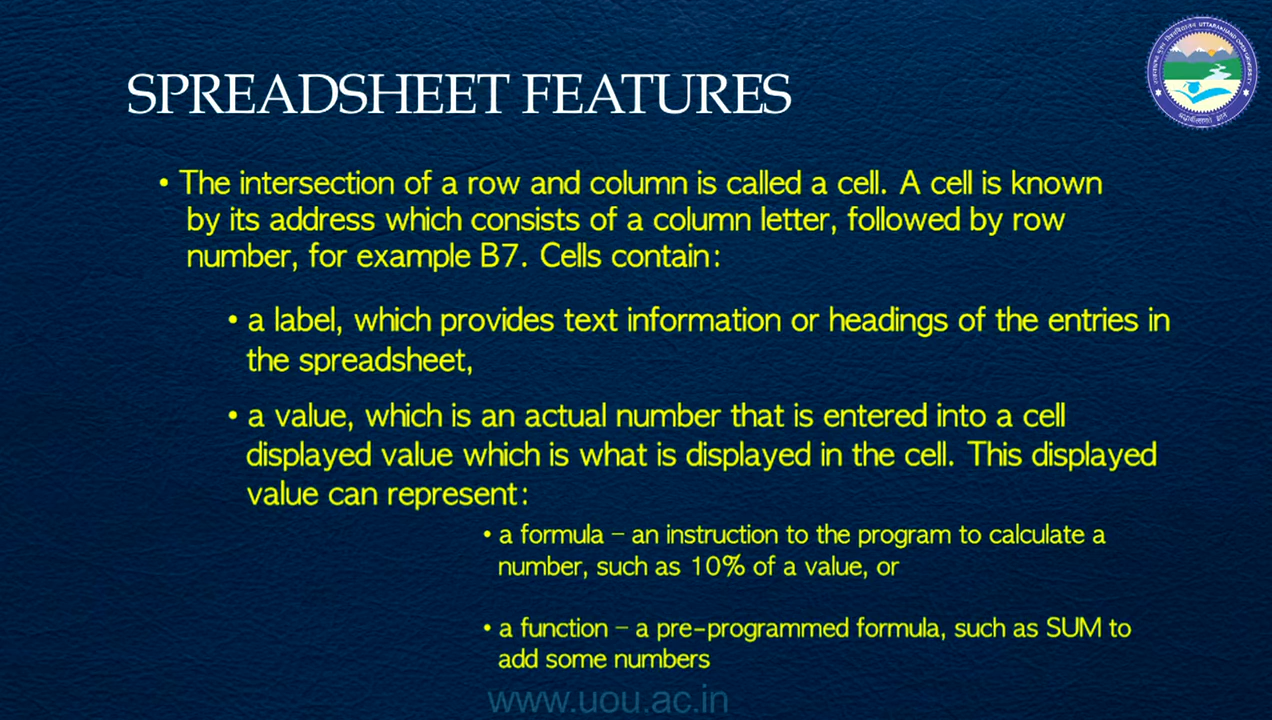 SPREADSHEET FEATURES
• The intersection of a row and column is called a cell. A cell is known
by its address which consists of a column letter, followed by row
number, for example B7. Cells contain:
• a label, which provides text information or headings of the entries in
the spreadsheet,
• a value, which is an actual number that is entered into a cell
displayed value which is what is displayed in the cell. This displayed
value can represent:
• a formula – an instruction to the program to calculate a
number, such as 10% of a value, or
• a function – a pre-programmed formula, such as SUM to
add some numbers
www.uou.ac.in